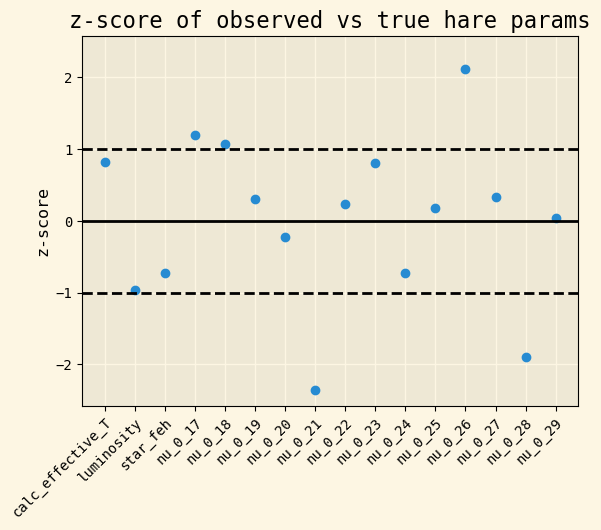 z-score of observed vs true hare params
z-score
2
1
0
−1
−2
calc_effective_T
luminosity
star_feh
nu_0_17
nu_0_18
nu_0_19
nu_0_20
nu_0_21
nu_0_22
nu_0_23
nu_0_24
nu_0_25
nu_0_26
nu_0_27
nu_0_28
nu_0_29